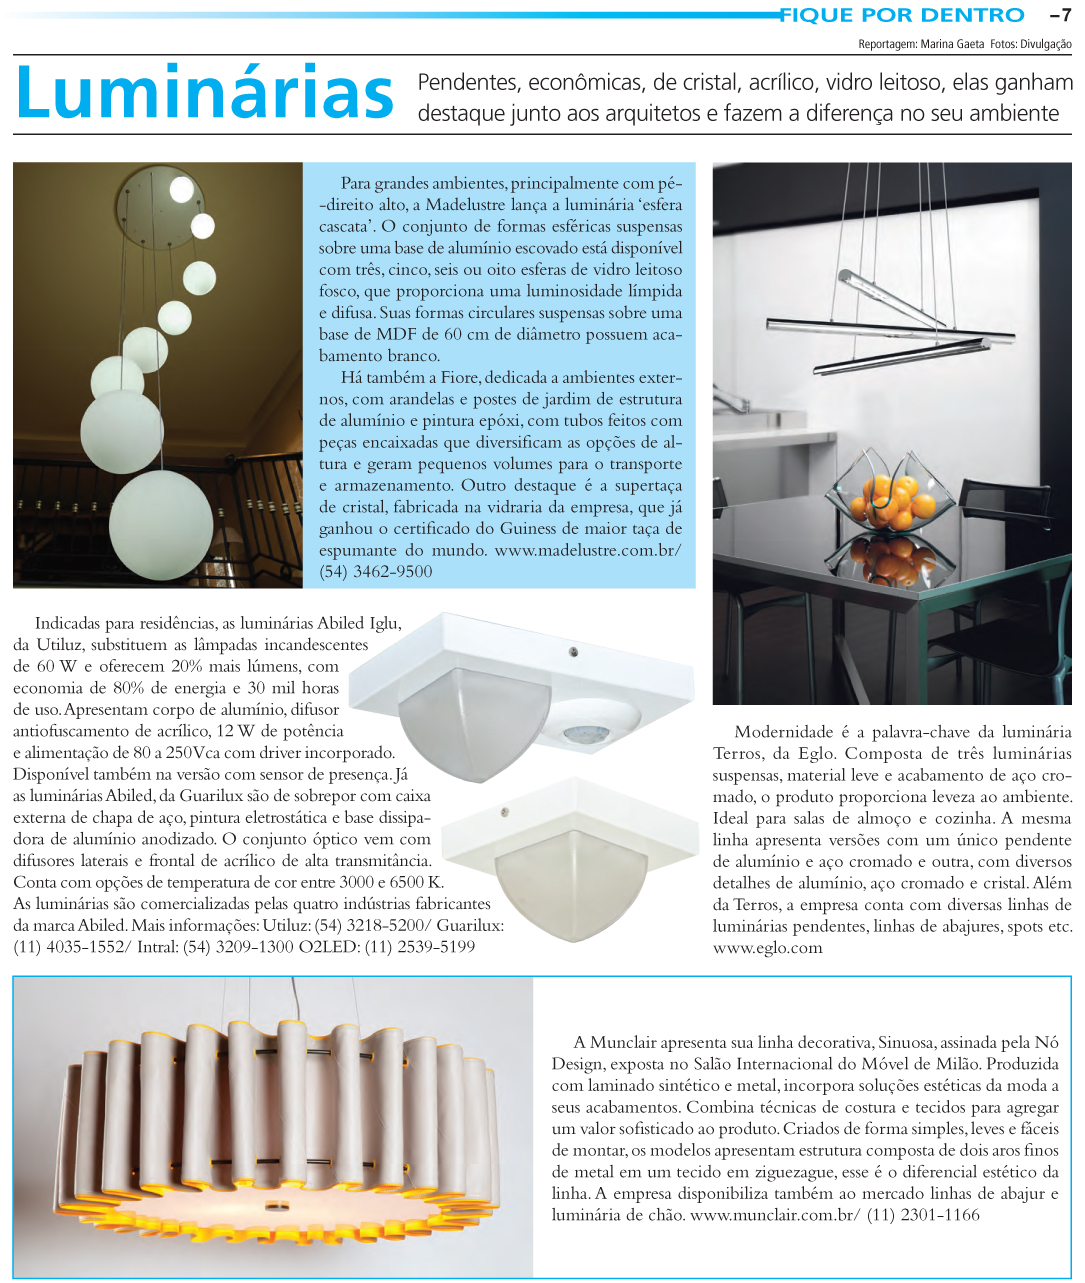 FIQUE POR DENTRO –7
Reportagem: Marina Gaeta Fotos: Divulgação
Luminárias
Pendentes, econômicas, de cristal, acrílico, vidro leitoso, elas ganham
destaque junto aos arquitetos e fazem a diferença no seu ambiente
Para grandes ambientes, principalmente com pé-
-direito alto, a Madelustre lança a luminária ‘esfera
cascata’. O conjunto de formas esféricas suspensas
sobre uma base de alumínio escovado está disponível
com três, cinco, seis ou oito esferas de vidro leitoso
fosco, que proporciona uma luminosidade límpida
e difusa. Suas formas circulares suspensas sobre uma
base de MDF de 60 cm de diâmetro possuem aca-
bamento branco.
Há também a Fiore, dedicada a ambientes exter-
nos, com arandelas e postes de jardim de estrutura
de alumínio e pintura epóxi, com tubos feitos com
peças encaixadas que diversificam as opções de al-
tura e geram pequenos volumes para o transporte
e armazenamento. Outro destaque é a supertaça
de cristal, fabricada na vidraria da empresa, que já
ganhou o certificado do Guiness de maior taça de
espumante do mundo. www.madelustre.com.br/
(54) 3462-9500
Indicadas para residências, as luminárias Abiled Iglu,
da Utiluz, substituem as lâmpadas incandescentes
de 60 W e oferecem 20% mais lúmens, com
economia de 80% de energia e 30 mil horas
de uso. Apresentam corpo de alumínio, difusor
antiofuscamento de acrílico, 12 W de potência
e alimentação de 80 a 250Vca com driver incorporado.
Disponível também na versão com sensor de presença. Já
as luminárias Abiled, da Guarilux são de sobrepor com caixa
externa de chapa de aço, pintura eletrostática e base dissipa-
dora de alumínio anodizado. O conjunto óptico vem com
difusores laterais e frontal de acrílico de alta transmitância.
Conta com opções de temperatura de cor entre 3000 e 6500 K.
As luminárias são comercializadas pelas quatro indústrias fabricantes
da marca Abiled. Mais informações: Utiluz: (54) 3218-5200/ Guarilux:
(11) 4035-1552/ Intral: (54) 3209-1300 O2LED: (11) 2539-5199
Modernidade é a palavra-chave da luminária
Terros, da Eglo. Composta de três luminárias
suspensas, material leve e acabamento de aço cro-
mado, o produto proporciona leveza ao ambiente.
Ideal para salas de almoço e cozinha. A mesma
linha apresenta versões com um único pendente
de alumínio e aço cromado e outra, com diversos
detalhes de alumínio, aço cromado e cristal. Além
da Terros, a empresa conta com diversas linhas de
luminárias pendentes, linhas de abajures, spots etc.
www.eglo.com
A Munclair apresenta sua linha decorativa, Sinuosa, assinada pela Nó
Design, exposta no Salão Internacional do Móvel de Milão. Produzida
com laminado sintético e metal, incorpora soluções estéticas da moda a
seus acabamentos. Combina técnicas de costura e tecidos para agregar
um valor sofisticado ao produto. Criados de forma simples, leves e fáceis
de montar, os modelos apresentam estrutura composta de dois aros finos
de metal em um tecido em ziguezague, esse é o diferencial estético da
linha. A empresa disponibiliza também ao mercado linhas de abajur e
luminária de chão. www.munclair.com.br/ (11) 2301-1166